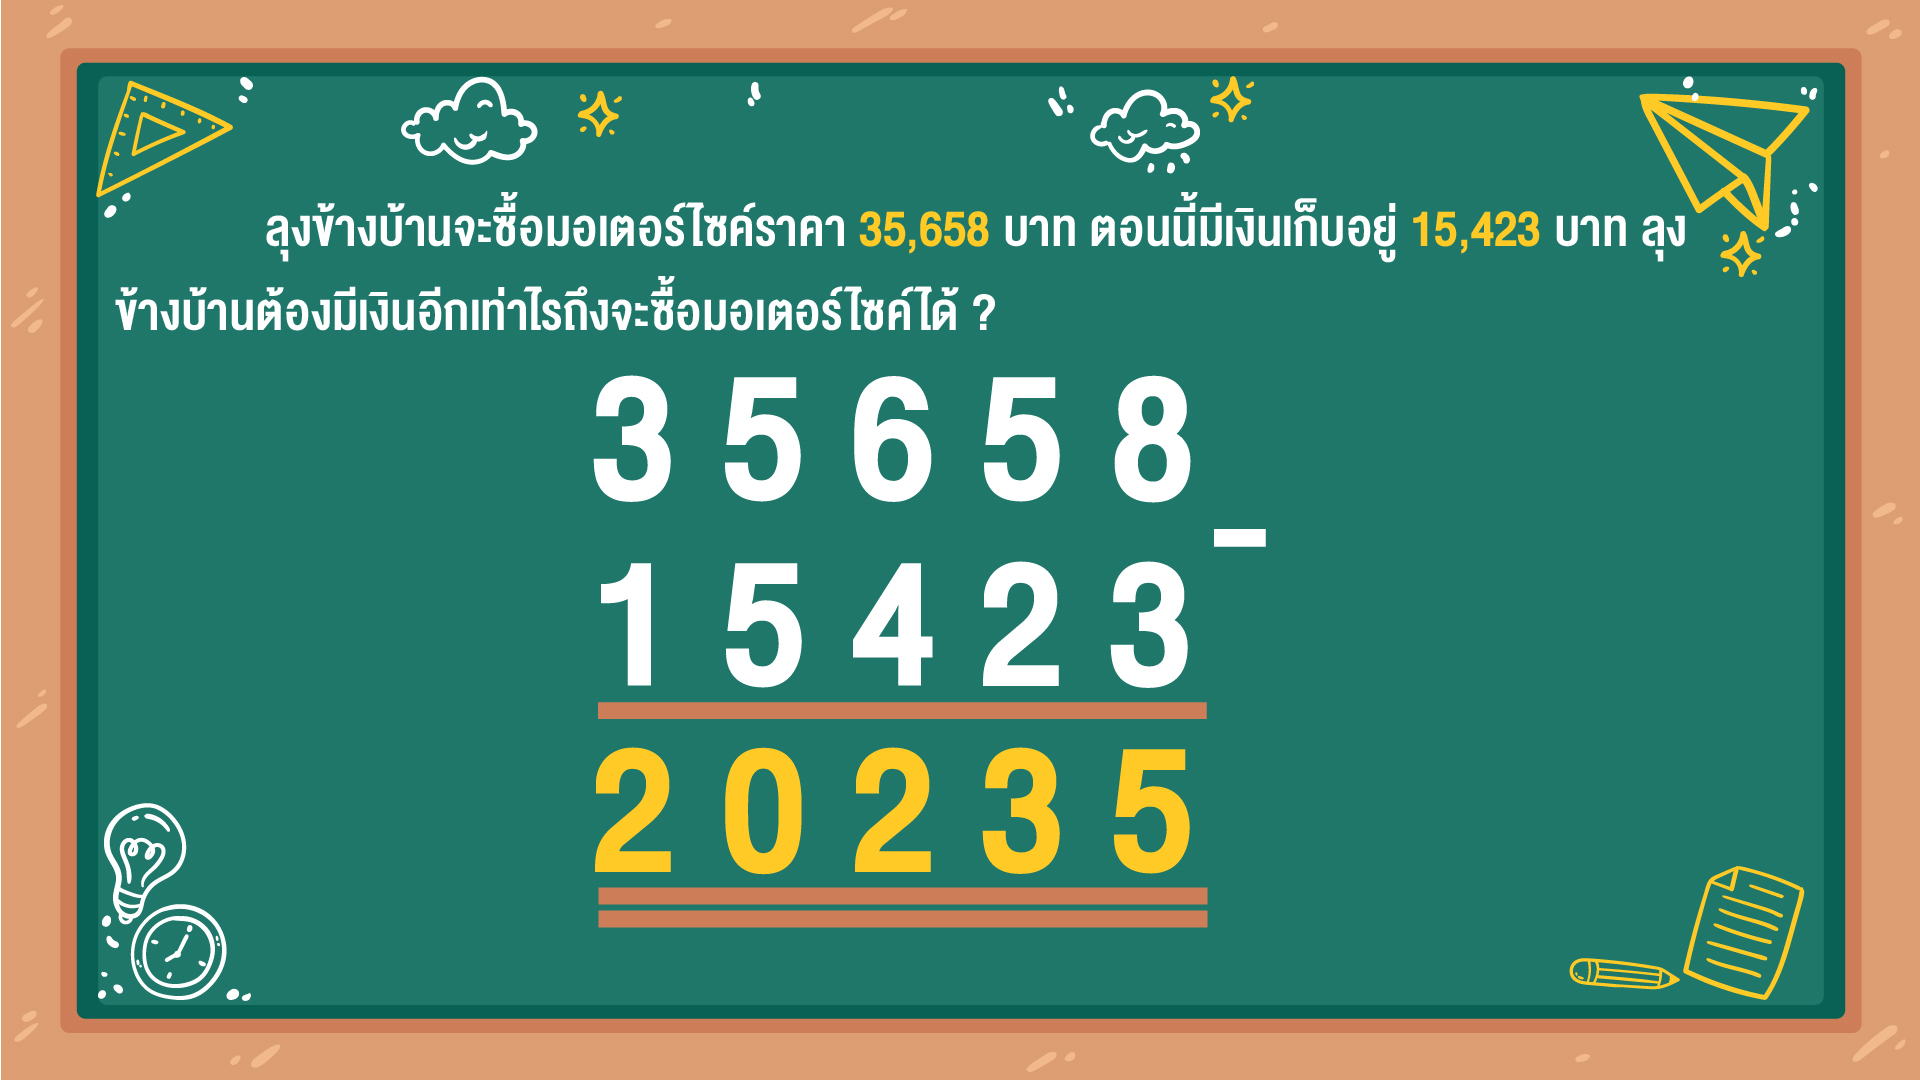 ลุงข้างบ้านจะซื้อมอเตอร์ไซค์ราคา 35,658 บาท ตอนนี้มีเงินเก็บอยู่ 15,423 บาท ลุง
ข้างบ้านต้องมีเงินอีกเท่าไรถึงจะซื้อมอเตอร์ไซค์ได้ ?
3 5 6 5 8
-
1 5 4 2 3
2 0 2 3 5